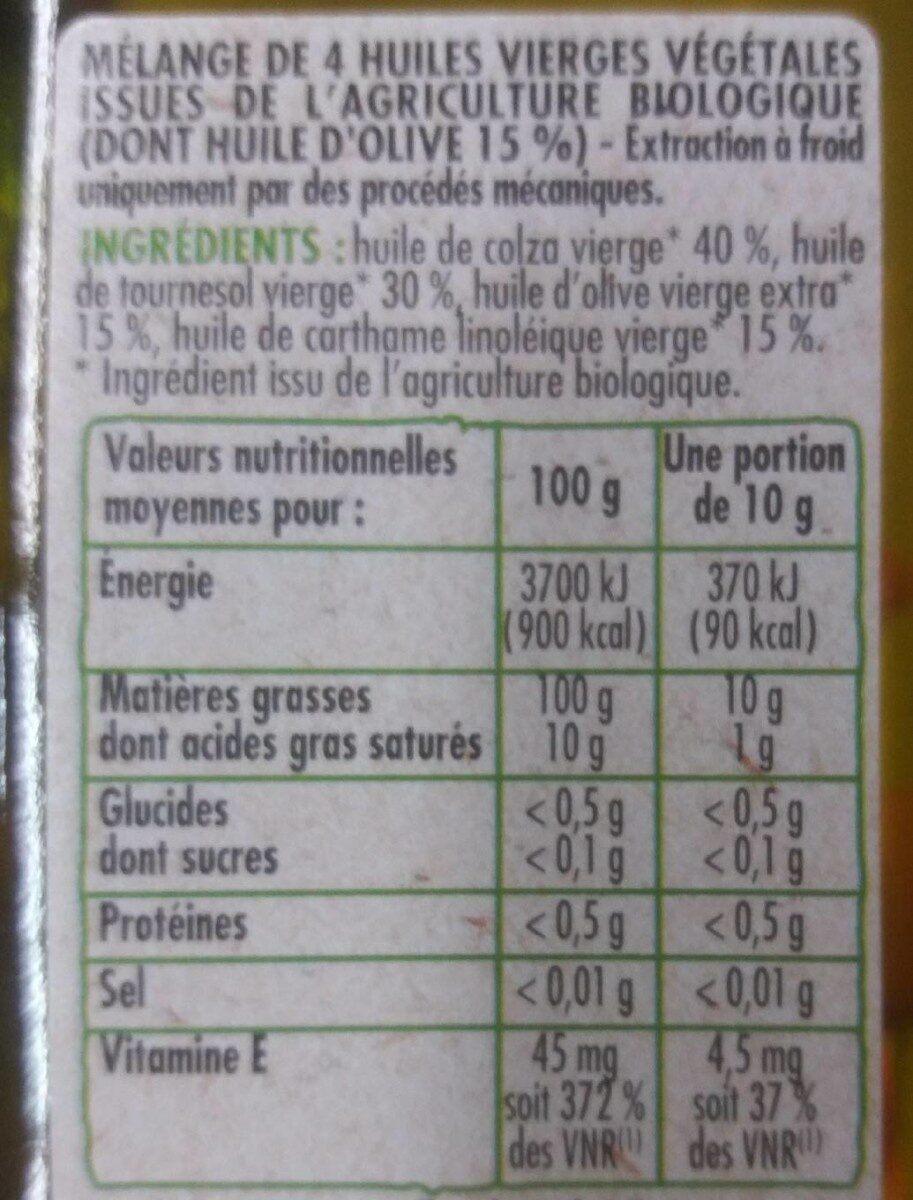 MÉLANGE DE 4 HUILES VIERGES VÉGÉTALES
ISSUES DE L'AGRICULTURE BIOLOGIQUE
(DONT HUILE D'OLIVE 15 %) - Extraction à froid
uniquement par des procédés mécaniques.
INGRÉDIENTS : huile de colza vierge* 40 %, huile
de tournesol vierge* 30 %, huile d'olive vierge extra*
15 %, huile de carthame linoléique vierge* 15 %.
* Ingrédient issu de l'agriculture biologique.
Valeurs nutritionnelles moyennes pour : 100 g Une portion de 10 g
Énergie 3700 kJ 370 kJ
(900 kcal) (90 kcal)
Matières grasses 100 g 10 g
dont acides gras saturés 10 g 1 g
Glucides < 0,5 g < 0,5 g
dont sucres < 0,1 g < 0,1 g
Protéines < 0,5 g < 0,5 g
Sel < 0,01 g < 0,01 g
Vitamine E 45 mg 4,5 mg
soit 372 % soit 37 %
des VNR(1) des VNR(1)